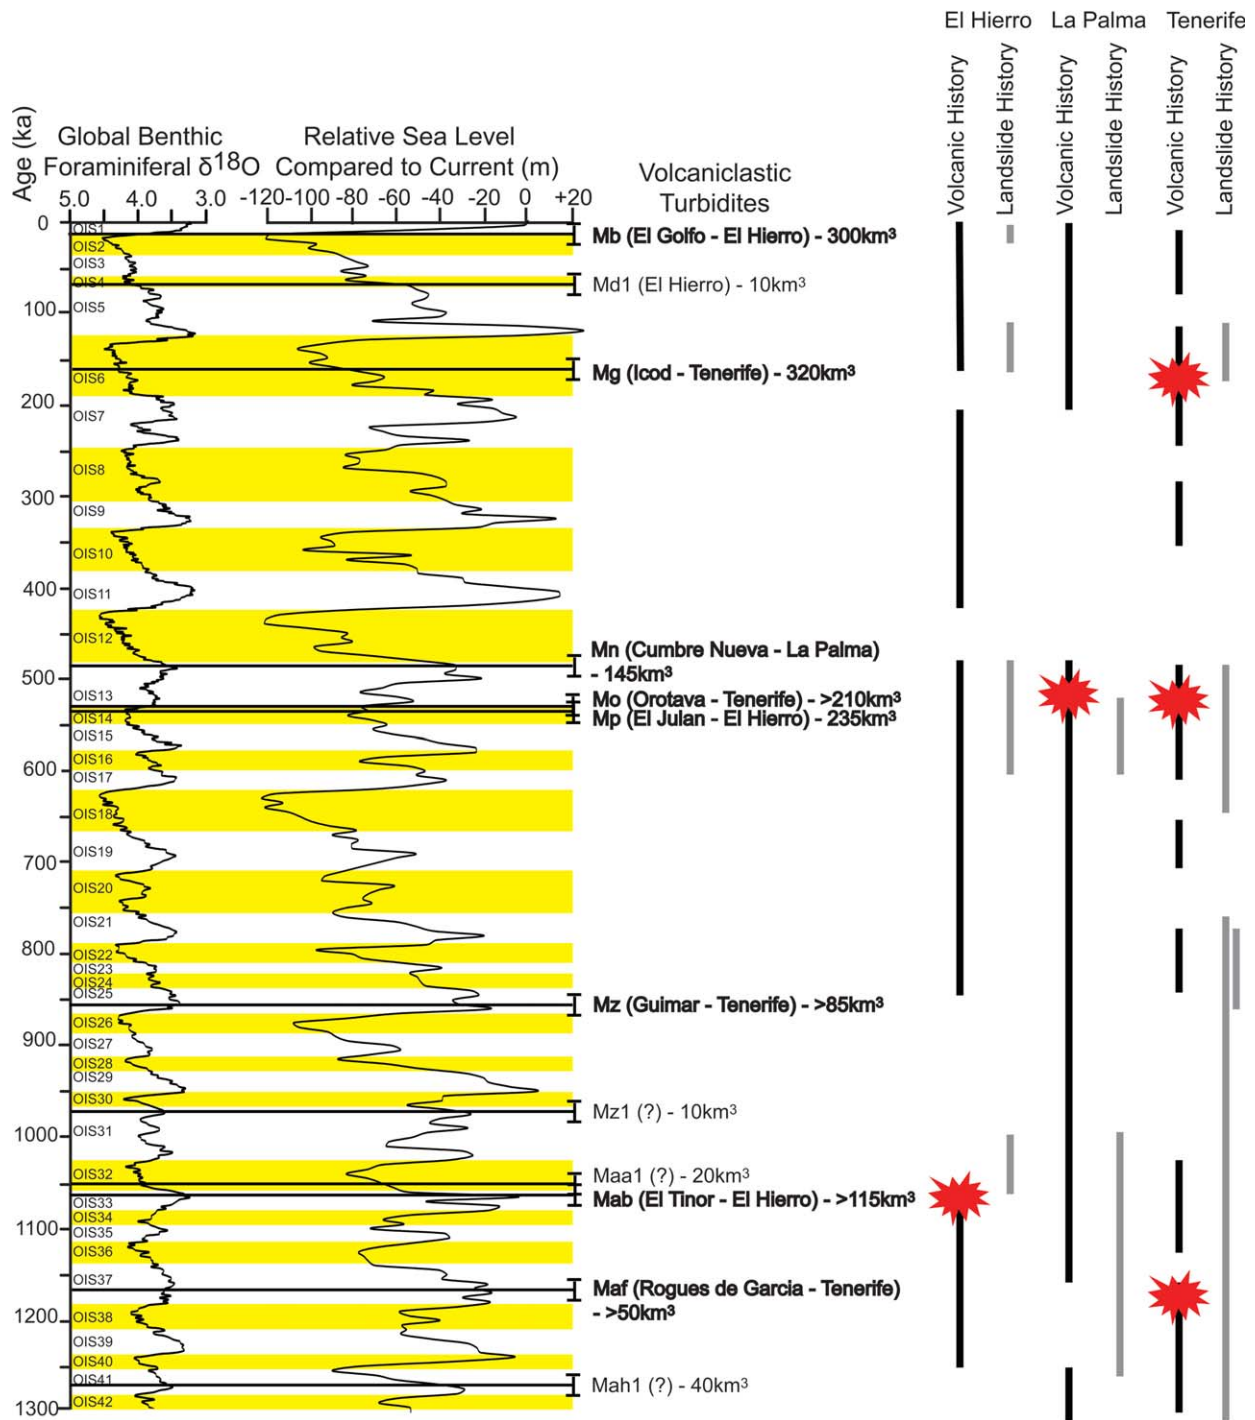 El Hierro La Palma Tenerife
Volcanic History
Landslide History
Volcanic History
Landslide History
Volcanic History
Landslide History
Age (ka)
Global Benthic
Foraminiferal δ18O
Relative Sea Level
Compared to Current (m)
Volcaniclastic
Turbidites
5.0 4.0 3.0 -120 -100 -80 -60 -40 -20 0 +20
0
OIS1
Mb (El Golfo - El Hierro) - 300km³
OIS2
OIS3
OIS4
Md1 (El Hierro) - 10km³
100
OIS5
Mg (Icod - Tenerife) - 320km³
OIS6
200
OIS7
OIS8
300
OIS9
OIS10
400
OIS11
OIS12
Mn (Cumbre Nueva - La Palma)
- 145km³
500
OIS13
Mo (Orotava - Tenerife) - >210km³
OIS14
Mp (El Julan - El Hierro) - 235km³
OIS15
OIS16
600
OIS17
OIS18
700
OIS19
OIS20
OIS21
800
OIS22
OIS23
OIS24
OIS25
Mz (Guimar - Tenerife) - >85km³
OIS26
900
OIS27
OIS28
OIS29
OIS30
Mz1 (?) - 10km³
1000
OIS31
OIS32
Maa1 (?) - 20km³
OIS33
Mab (El Tinor - El Hierro) - >115km³
OIS34
1100
OIS35
OIS36
OIS37
Maf (Rogues de Garcia - Tenerife)
- >50km³
1200
OIS38
OIS39
OIS40
OIS41
Mah1 (?) - 40km³
OIS42
1300